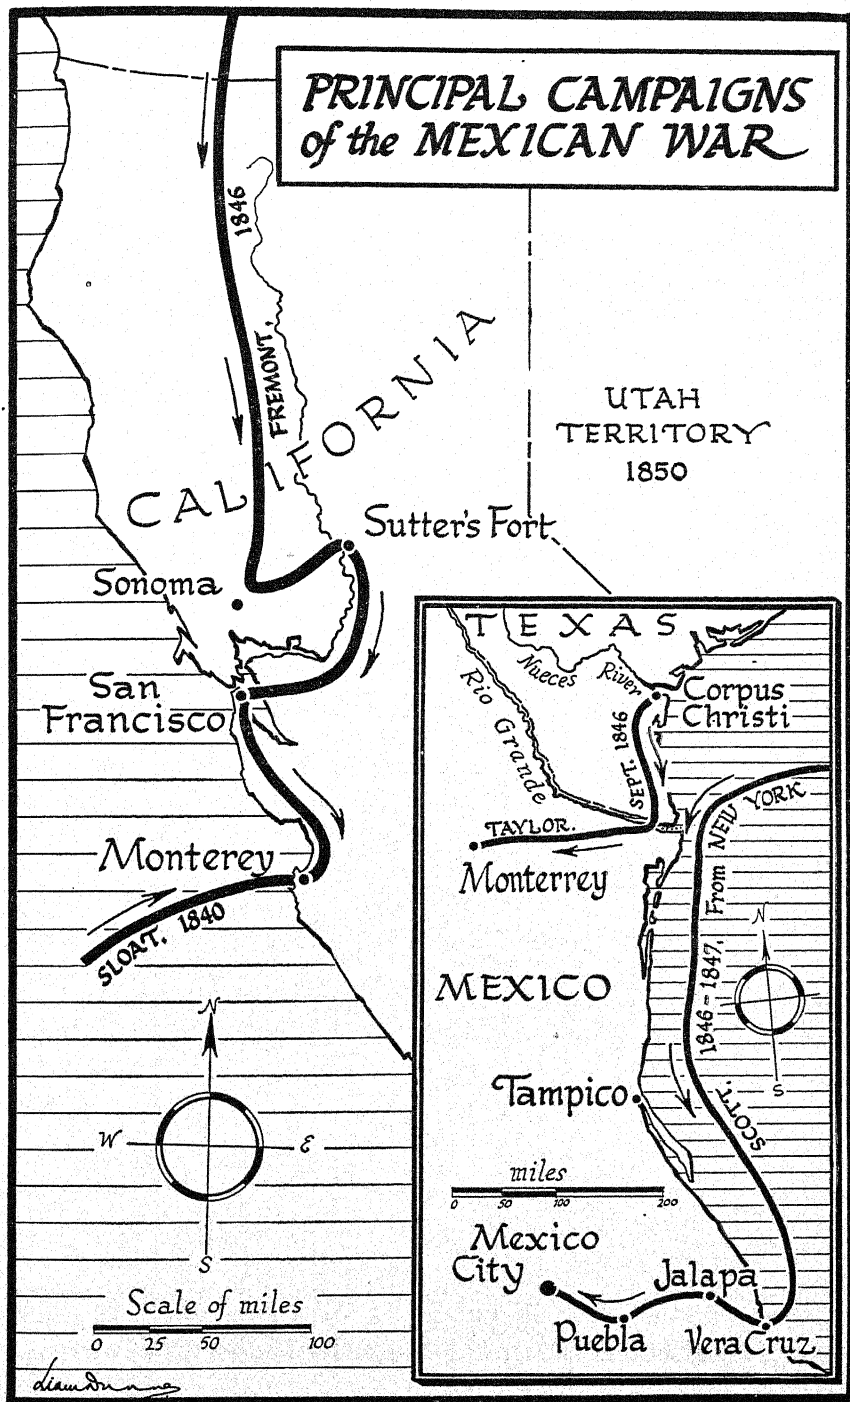 PRINCIPAL CAMPAIGNS
of the MEXICAN WAR
1846
FREMONT,
CALIFORNIA
UTAH
TERRITORY
1850
Sutter's Fort
Sonoma
San
Francisco
Monterey
SLOAT, 1840
N
W
E
S
Scale of miles
0 25 50 100
TEXAS
Nueces River
Rio Grande
Corpus
Christi
SEPT. 1846
TAYLOR.
Monterrey
SCOTT, 1846-1847, From NEW YORK
N
S
MEXICO
Tampico
miles
0 50 100 200
Mexico
City
Jalapa
Puebla
Vera Cruz